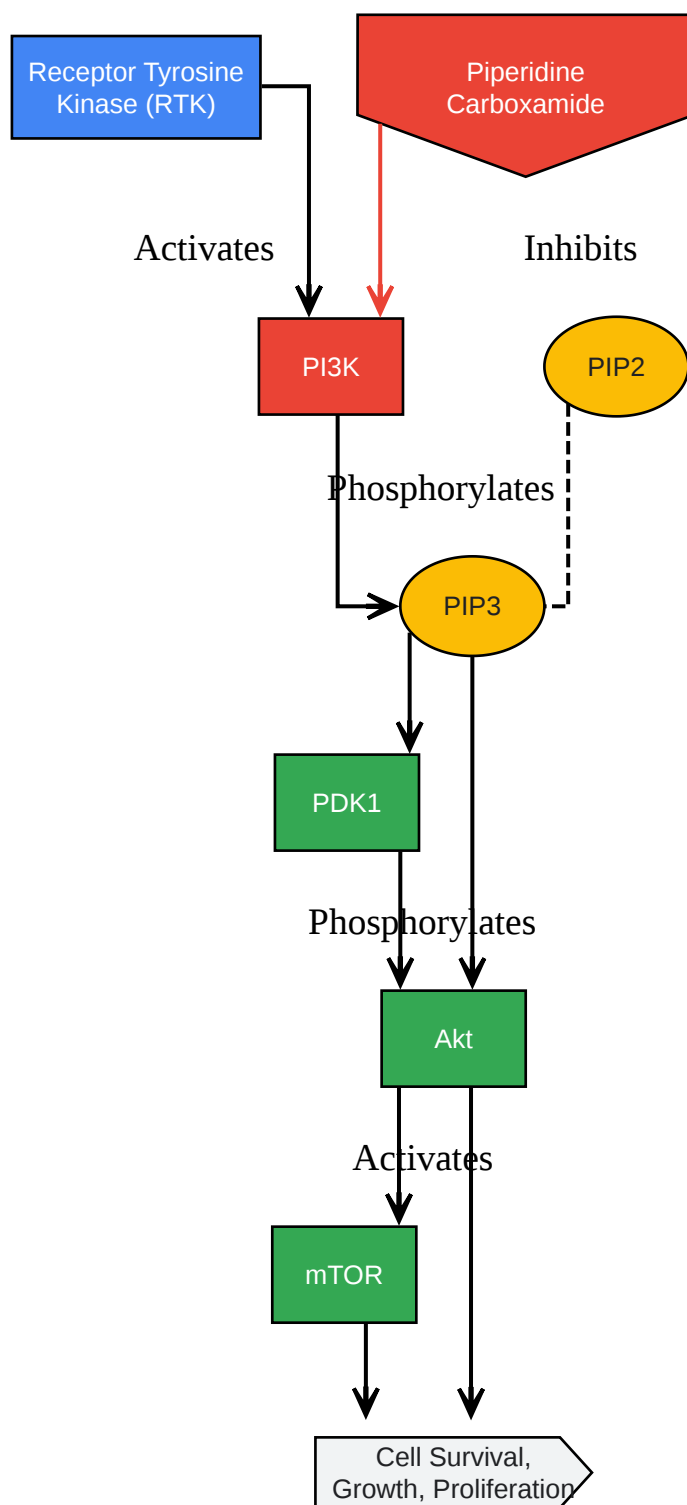 Receptor Tyrosine
Kinase (RTK)
Piperidine
Carboxamide
Activates
Inhibits
PI3K
PIP2
Phosphorylates
PIP3
PDK1
Phosphorylates
Akt
Activates
mTOR
Cell Survival,
Growth, Proliferation